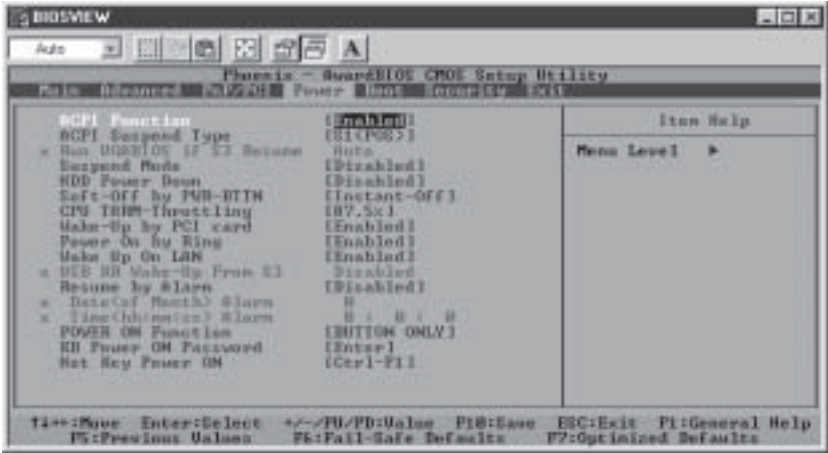 BIOSVIEW
Auto
A
Phoenix - AwardBIOS CMOS Setup Utility
Main Advanced PnP/PCI Power Boot Security Exit
ACPI Function [Enabled]
Item Help
ACPI Suspend Type [S1(POS)]
x Run VGABIOS if S3 Resume Auto
Menu Level ►
Suspend Mode [Disabled]
HDD Power Down [Disabled]
Soft-Off by PWR-BTTN [Instant-Off]
CPU THRM-Throttling [87.5%]
Wake-Up by PCI card [Enabled]
Power On by Ring [Enabled]
Wake Up On LAN [Enabled]
x USB KB Wake-Up From S3 Disabled
Resume by Alarm [Disabled]
x Date(of Month) Alarm 0
x Time(hh:mm:ss) Alarm 0 : 0 : 0
POWER ON Function [BUTTON ONLY]
KB Power ON Password [Enter]
Hot Key Power ON [Ctrl-F1]
↑↓→←:Move Enter:Select +/-/PU/PD:Value F10:Save ESC:Exit F1:General Help
F5:Previous Values F6:Fail-Safe Defaults F7:Optimized Defaults